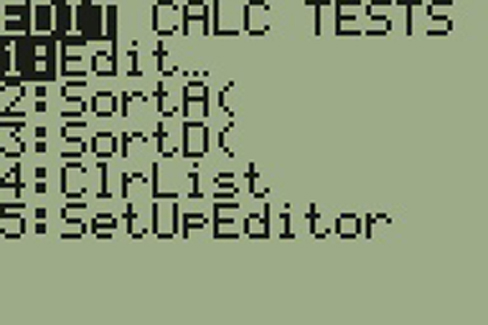 EDIT CALC TESTS
1:Edit…
2:SortA(
3:SortD(
4:ClrList
5:SetUpEditor